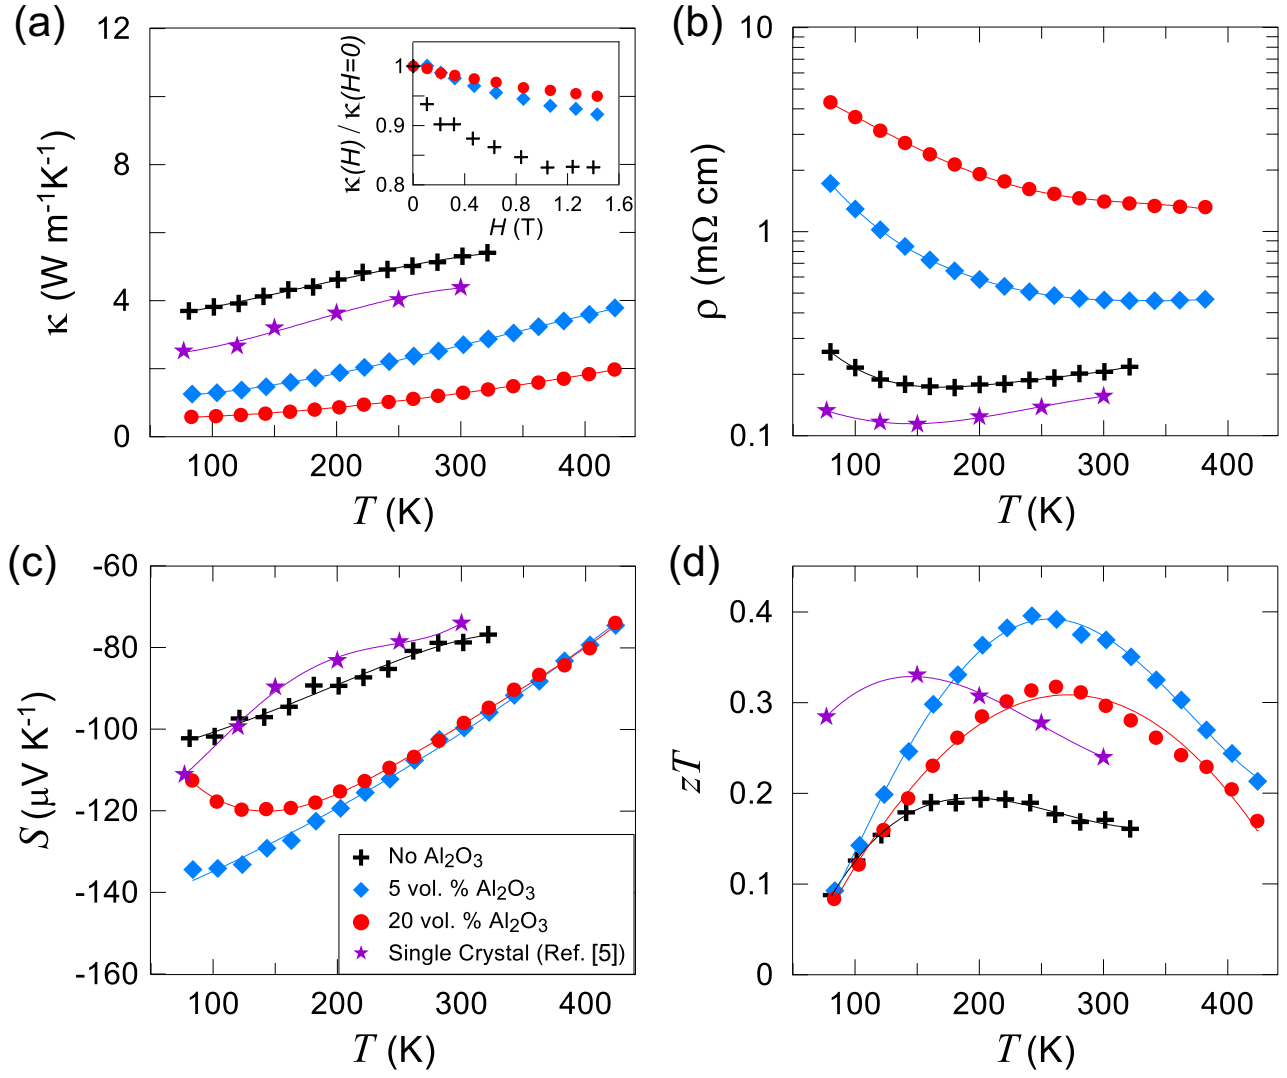 (a)
12
8
4
0
κ (W m⁻¹K⁻¹)
100 200 300 400
T (K)
κ(H) / κ(H=0)
1
0.9
0.8
0 0.4 0.8 1.2 1.6
H (T)
(b)
10
1
0.1
ρ (mΩ cm)
100 200 300 400
T (K)
(c)
-60
-80
-100
-120
-140
-160
S (μV K⁻¹)
No Al₂O₃
5 vol. % Al₂O₃
20 vol. % Al₂O₃
Single Crystal (Ref. [5])
100 200 300 400
T (K)
(d)
0.4
0.3
0.2
0.1
0
zT
100 200 300 400
T (K)